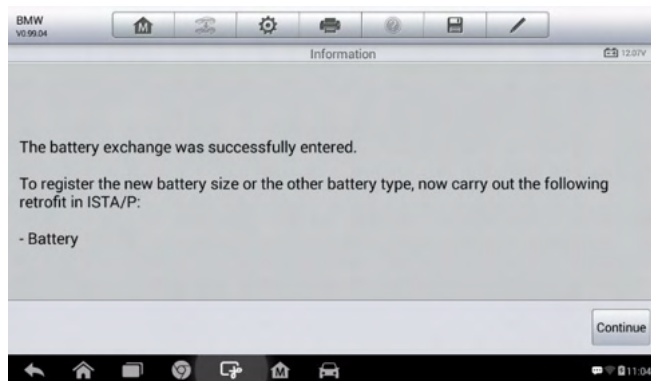 BMW
V0.99.04
Information
12.07V
The battery exchange was successfully entered.
To register the new battery size or the other battery type, now carry out the following
retrofit in ISTA/P:
- Battery
Continue
11:04